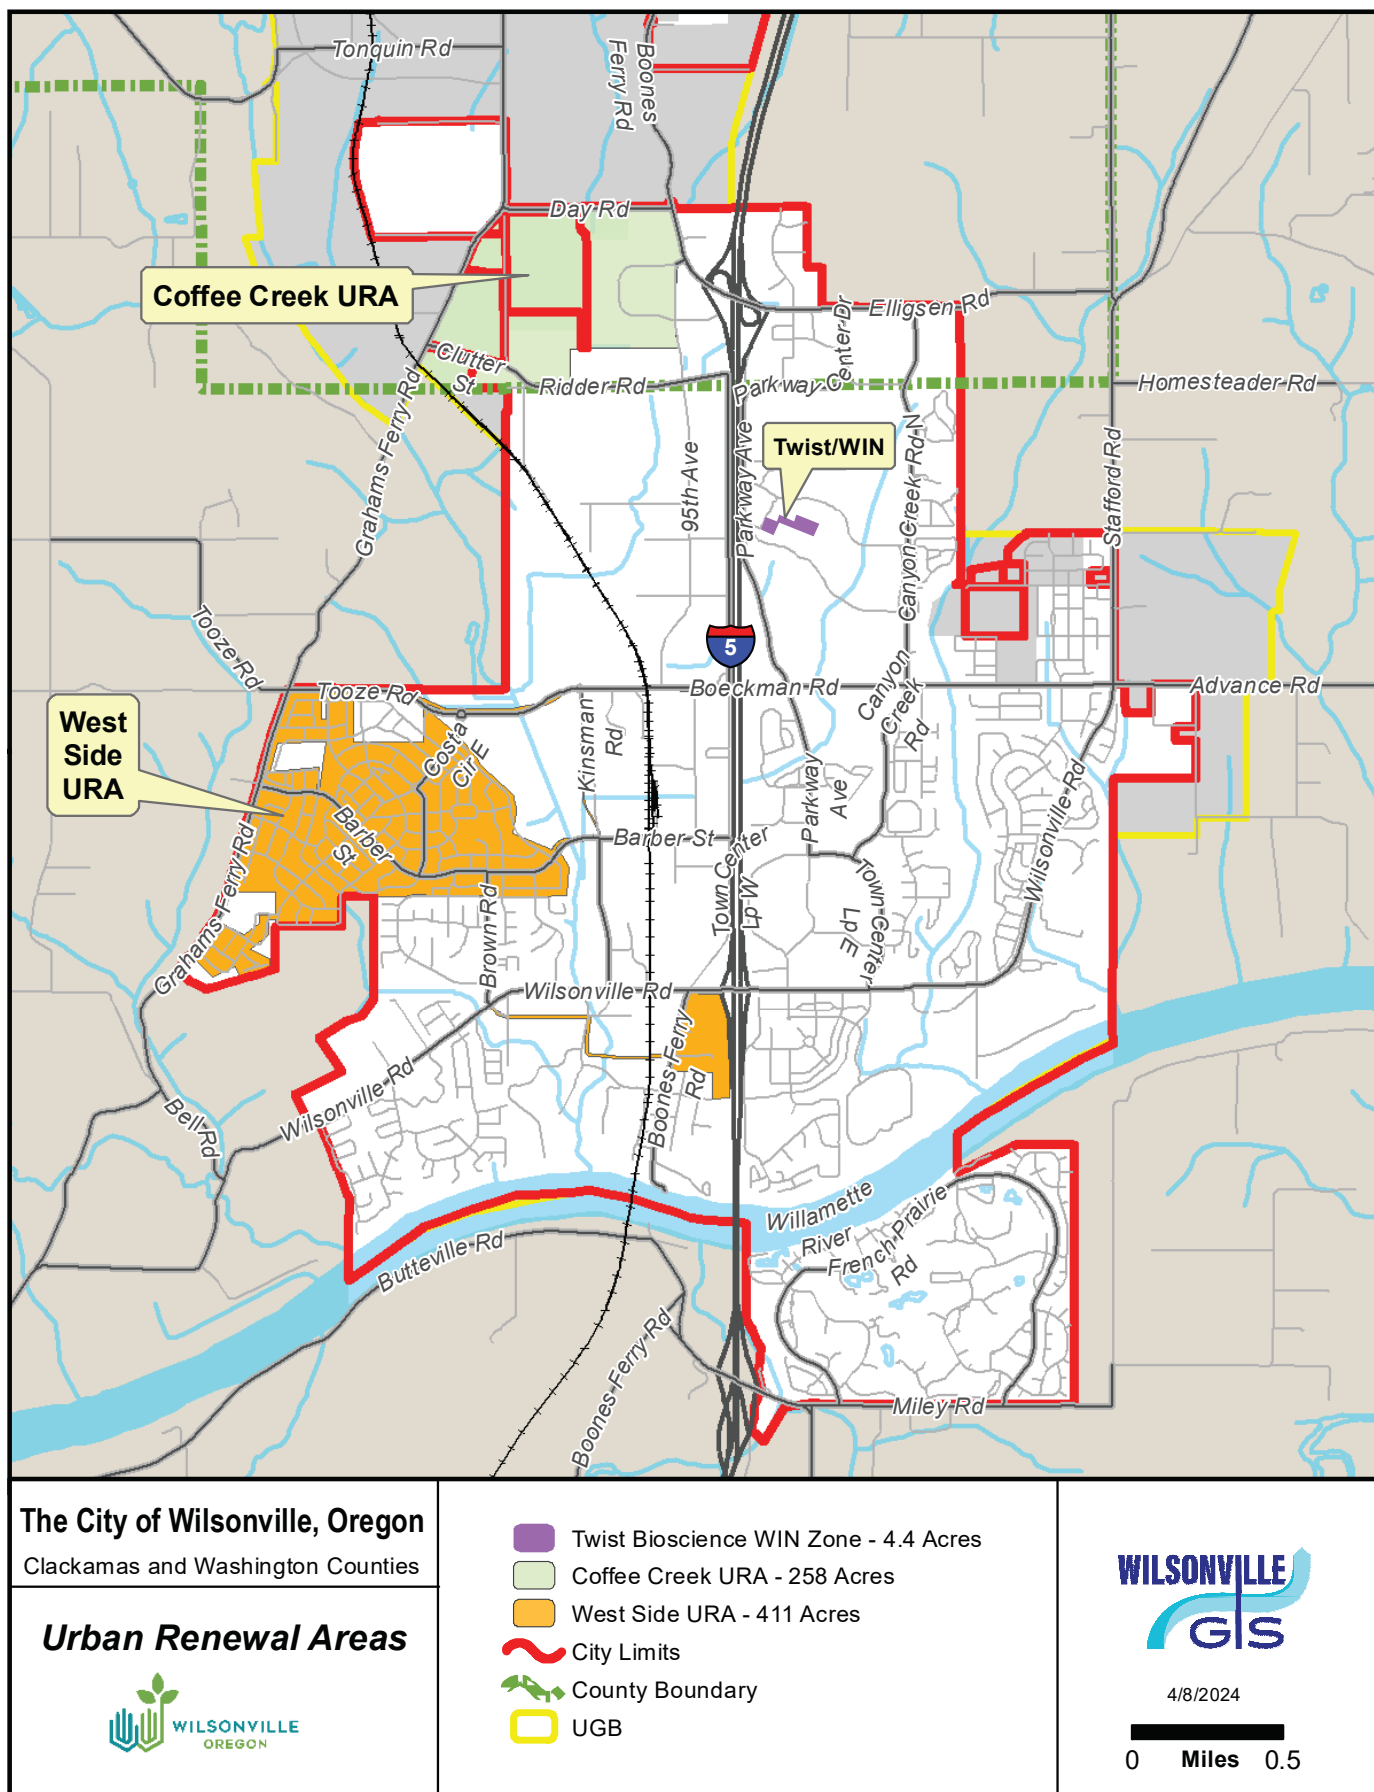 Tonquin Rd
Boones
Ferry Rd
Day Rd
Coffee Creek URA
Elligsen Rd
Clutter
St
Ridder Rd
Parkway Center Dr
Homesteader Rd
Grahams Ferry Rd
95th Ave
Parkway Ave
Twist/WIN
Canyon Creek Rd N
Stafford Rd
Tooze Rd
5
Tooze Rd
Boeckman Rd
Canyon
Creek
Rd
Advance Rd
West
Side
URA
Costa
Cir E
Kinsman
Rd
Parkway
Ave
Wilsonville Rd
Barber
St
Barber St
Town Center
Lp W
Town Center
Lp E
Grahams Ferry Rd
Brown Rd
Wilsonville Rd
Boones Ferry
Rd
Wilsonville Rd
Bell Rd
Willamette
River
French Prairie
Rd
Butteville Rd
Boones Ferry Rd
Miley Rd
The City of Wilsonville, Oregon
Clackamas and Washington Counties
Urban Renewal Areas
WILSONVILLE
OREGON
Twist Bioscience WIN Zone - 4.4 Acres
Coffee Creek URA - 258 Acres
West Side URA - 411 Acres
City Limits
County Boundary
UGB
WILSONVILLE
GIS
4/8/2024
0 Miles 0.5